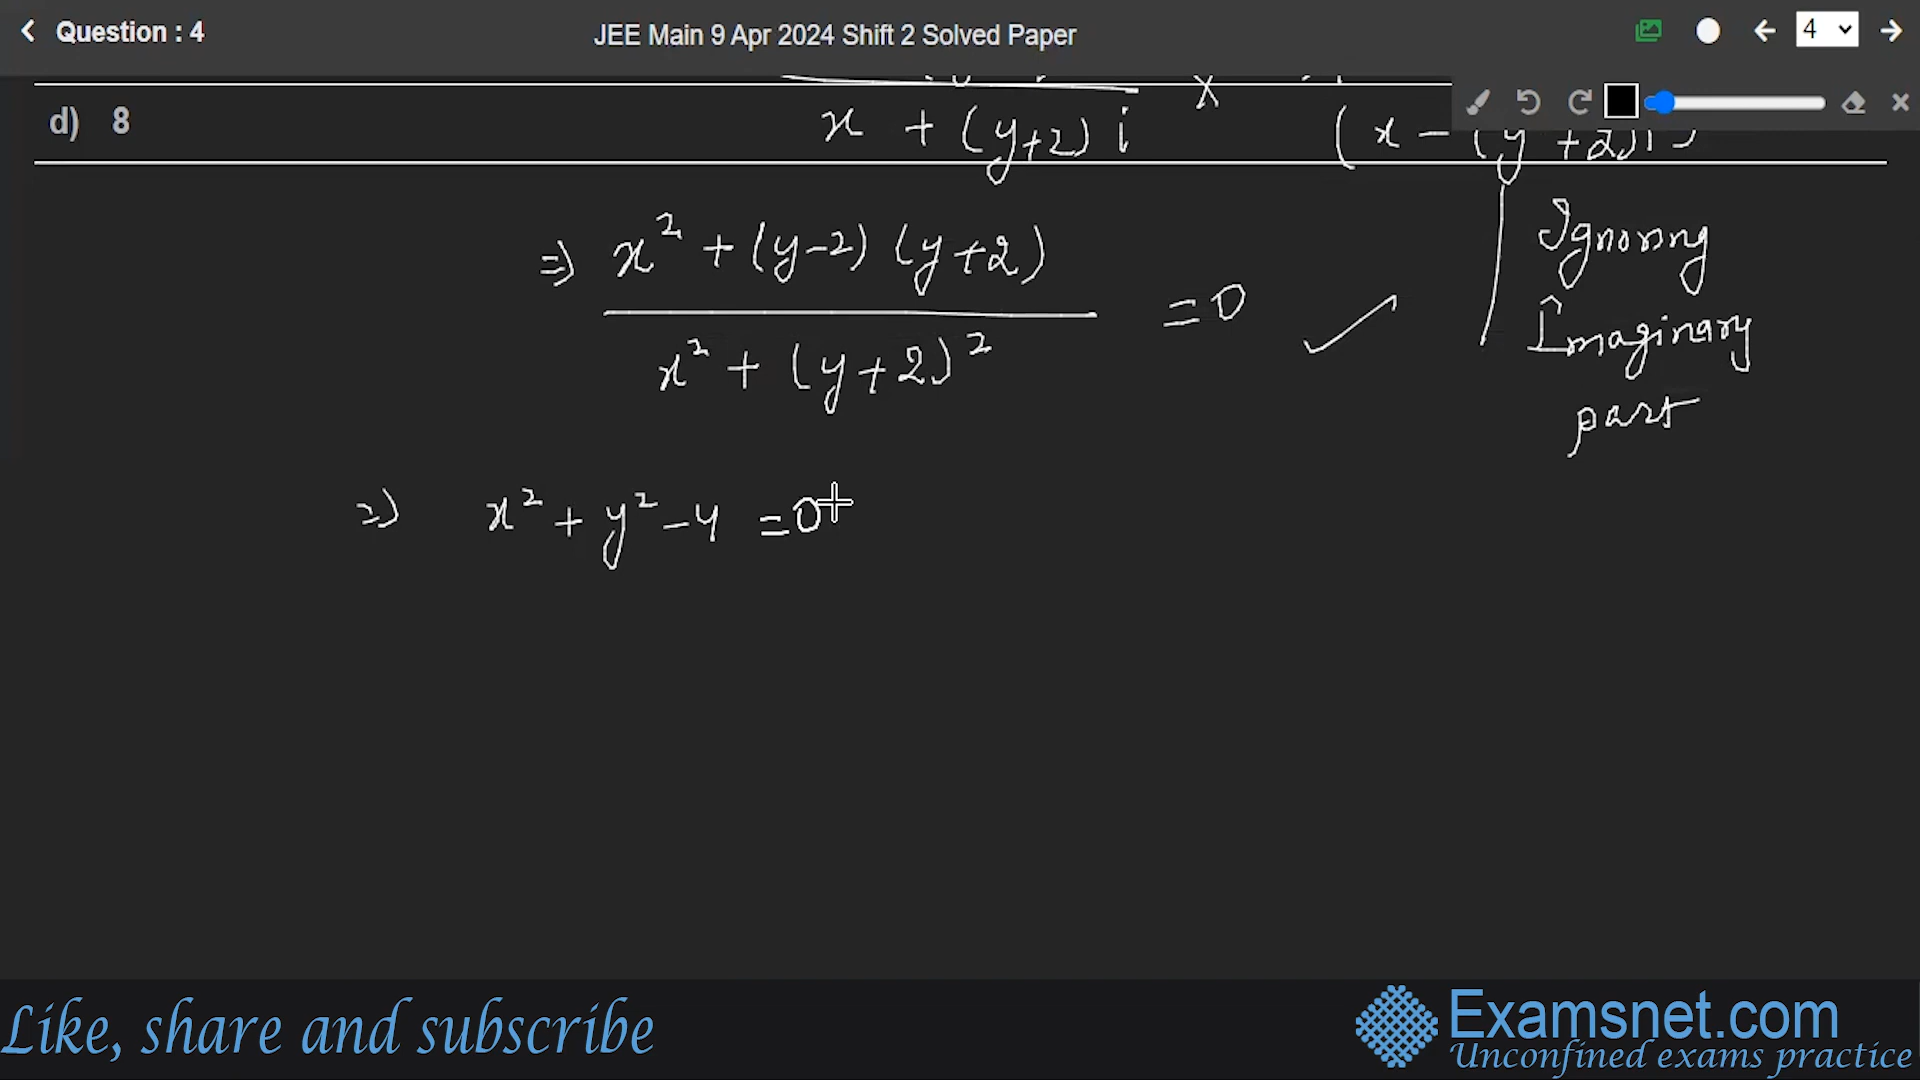 Question : 4
JEE Main 9 Apr 2024 Shift 2 Solved Paper
4
d) 8
x + (y+2) i × (x - (y+2)i)
=> x² + (y-2) (y+2)
x² + (y+2)² = 0
Ignoring
Imaginary
part
=> x² + y² - 4 = 0
Like, share and subscribe
Examsnet.com
Unconfined exams practice